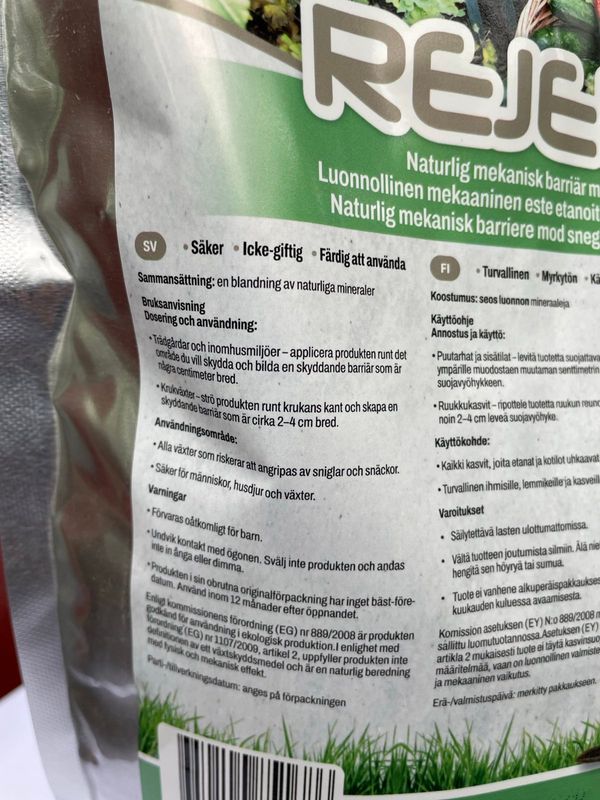 REJE
Naturlig mekanisk barriär m
Luonnollinen mekaaninen este etanoit
Naturlig mekanisk barriere mod sneg
SV
• Säker • Icke-giftig • Färdig att använda
Sammansättning: en blandning av naturliga mineraler
Bruksanvisning
Dosering och användning:
• Trädgårdar och inomhusmiljöer – applicera produkten runt det
område du vill skydda och bilda en skyddande barriär som är
några centimeter bred.
• Krukväxter – strö produkten runt krukans kant och skapa en
skyddande barriär som är cirka 2–4 cm bred.
Användningsområde:
• Alla växter som riskerar att angripas av sniglar och snäckor.
• Säker för människor, husdjur och växter.
Varningar
• Förvaras oåtkomligt för barn.
• Undvik kontakt med ögonen. Svälj inte produkten och andas
inte in ånga eller dimma.
• Produkten i sin obrutna originalförpackning har inget bäst-före-
datum. Använd inom 12 månader efter öppnandet.
Enligt kommissionens förordning (EG) nr 889/2008 är produkten
godkänd för användning i ekologisk produktion. I enlighet med
förordning (EG) nr 1107/2009, artikel 2, uppfyller produkten inte
definitionen av ett växtskyddsmedel och är en naturlig beredning
med fysisk och mekanisk effekt.
Parti-/tillverkningsdatum: anges på förpackningen
FI
• Turvallinen • Myrkytön • Kä
Koostumus: seos luonnon mineraaleja
Käyttöohje
Annostus ja käyttö:
• Puutarhat ja sisätilat – levitä tuotetta suojattava
ympärille muodostaen muutaman senttimetrin
suojavyöhykkeen.
• Ruukkukasvit – ripottele tuotetta ruukun reuno
noin 2–4 cm leveä suojavyöhyke.
Käyttökohde:
• Kaikki kasvit, joita etanat ja kotilot uhkaavat
• Turvallinen ihmisille, lemmikeille ja kasveill
Varoitukset
• Säilytettävä lasten ulottumattomissa.
• Vältä tuotteen joutumista silmiin. Älä nie
hengitä sen höyryä tai sumua.
• Tuote ei vanhene alkuperäispakkaukses
kuukauden kuluessa avaamisesta.
Komission asetuksen (EY) N:o 889/2008 m
sallittu luomutuotannossa. Asetuksen (EY)
artikla 2 mukaisesti tuote ei täytä kasvinsuo
määritelmää, vaan on luonnollinen valmiste
ja mekaaninen vaikutus.
Erä-/valmistuspäivä: merkitty pakkaukseen.